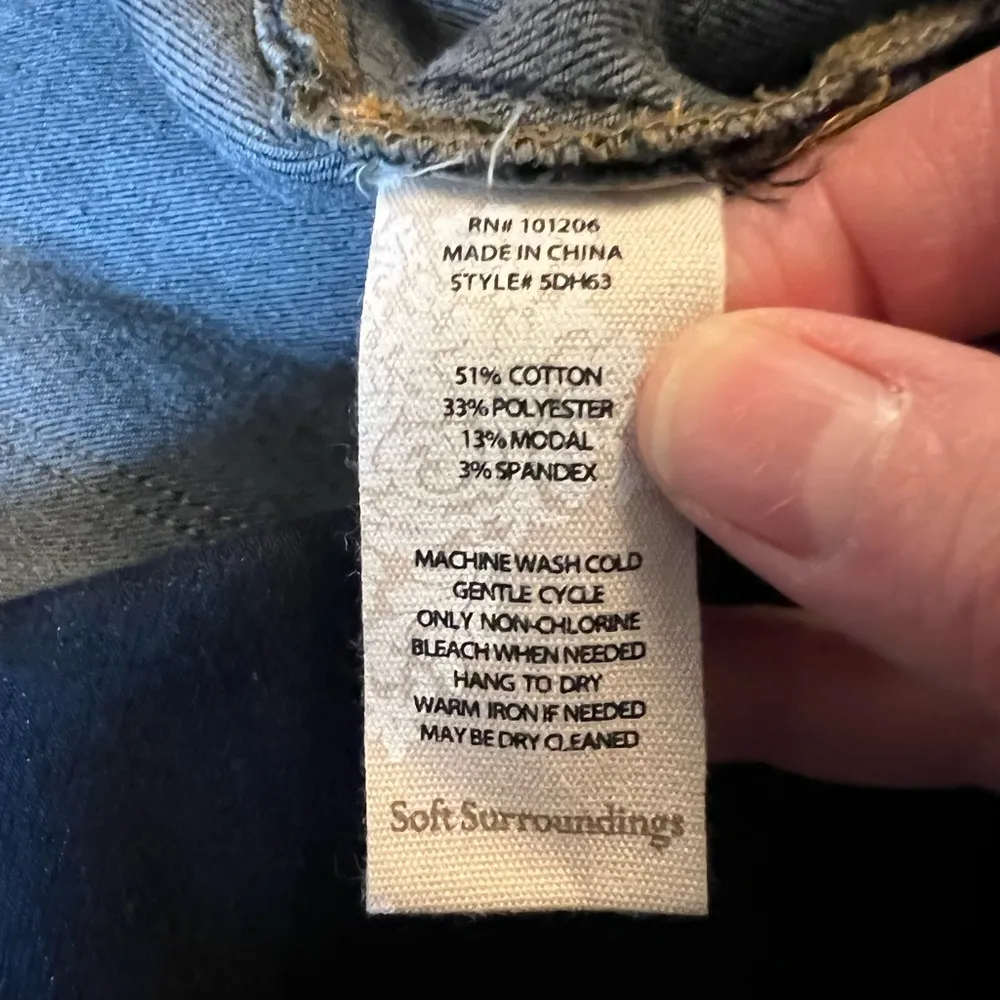 RN# 101206
MADE IN CHINA
STYLE# 5DH63
51% COTTON
33% POLYESTER
13% MODAL
3% SPANDEX
MACHINE WASH COLD
GENTLE CYCLE
ONLY NON-CHLORINE
BLEACH WHEN NEEDED
HANG TO DRY
WARM IRON IF NEEDED
MAY BE DRY CLEANED
Soft Surroundings